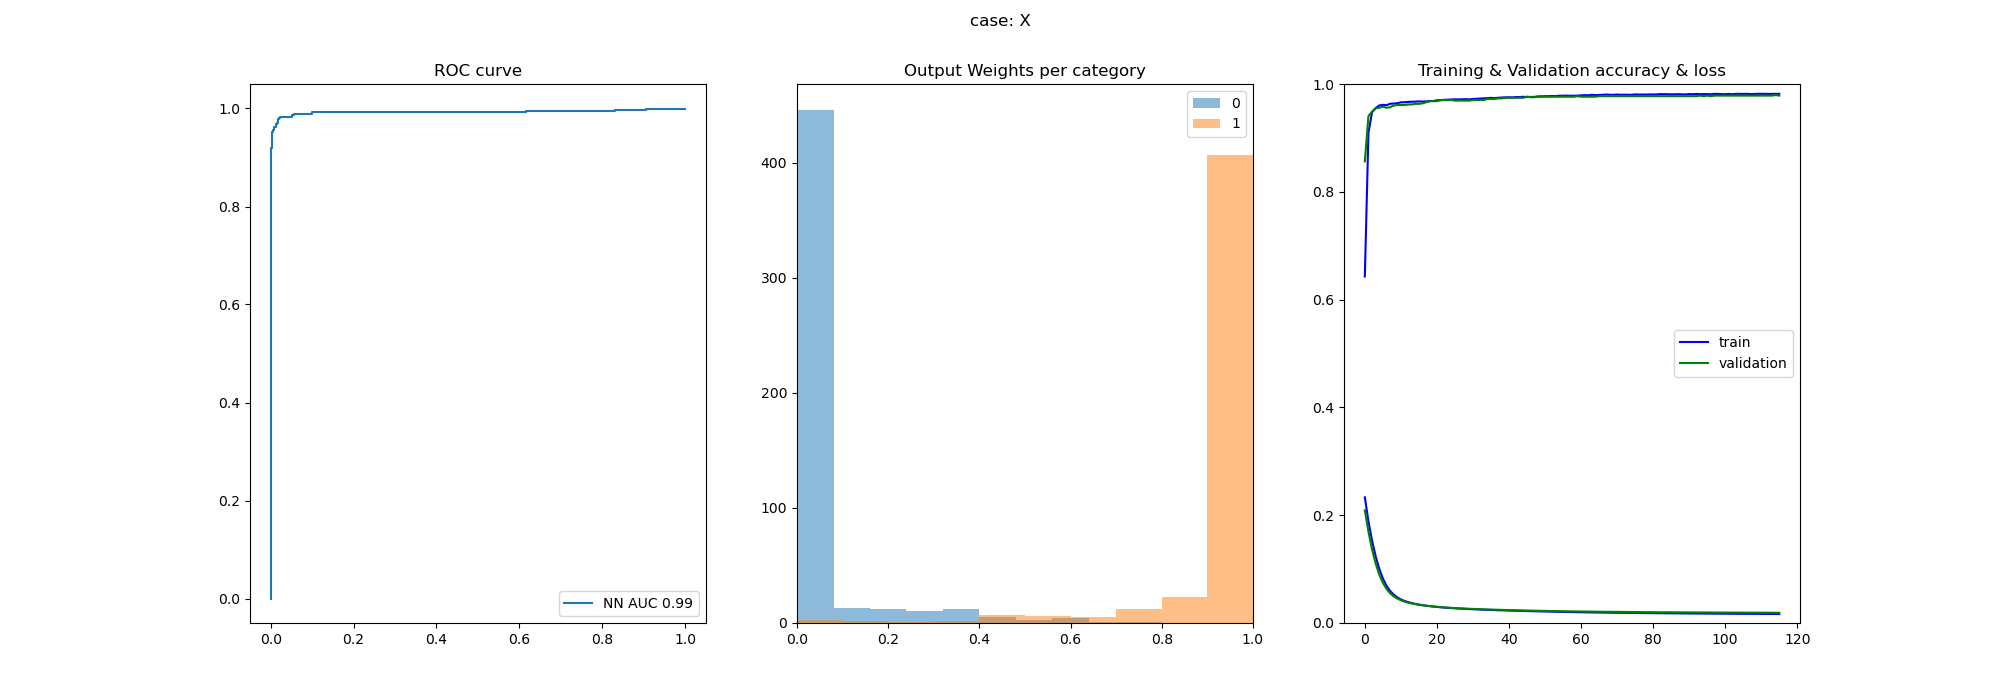 case: X
ROC curve
1.0
0.8
0.6
0.4
0.2
0.0
0.0 0.2 0.4 0.6 0.8 1.0
NN AUC 0.99
Output Weights per category
0
1
400
300
200
100
0
0.0 0.2 0.4 0.6 0.8 1.0
Training & Validation accuracy & loss
1.0
0.8
0.6
0.4
0.2
0.0
train
validation
0 20 40 60 80 100 120